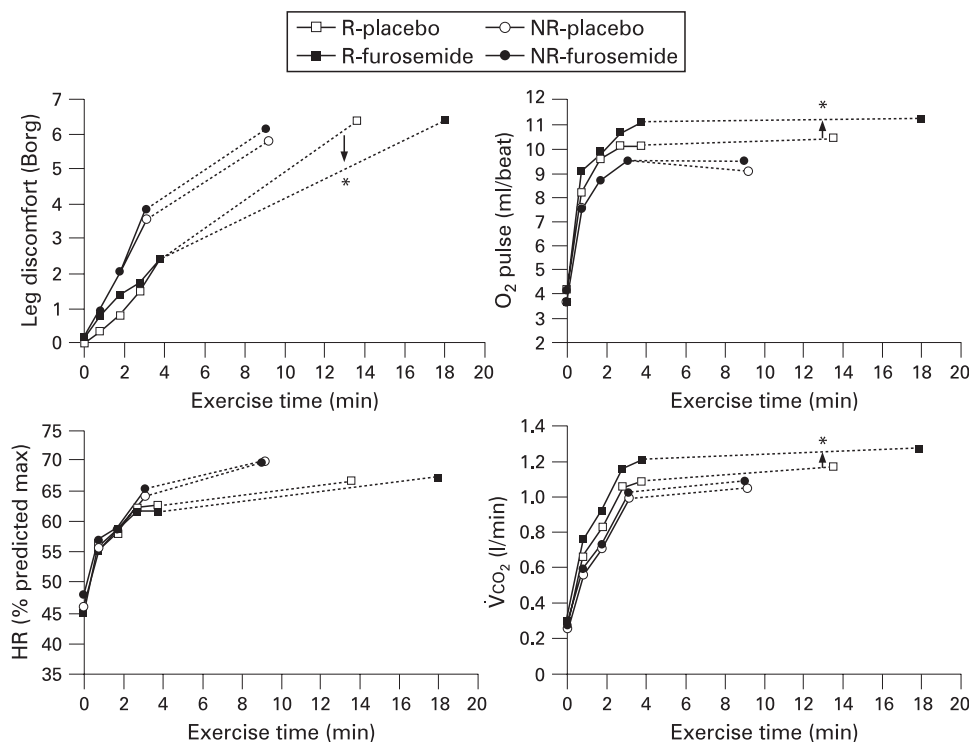 R-placebo NR-placebo
R-furosemide NR-furosemide
Leg discomfort (Borg)
7
6
5
4
3
2
1
0
*
0 2 4 6 8 10 12 14 16 18 20
Exercise time (min)
O2 pulse (ml/beat)
12
11
10
9
8
7
6
5
4
3
2
*
0 2 4 6 8 10 12 14 16 18 20
Exercise time (min)
HR (% predicted max)
75
70
65
60
55
50
45
40
35
0 2 4 6 8 10 12 14 16 18 20
Exercise time (min)
V̇CO2 (l/min)
1.4
1.2
1.0
0.8
0.6
0.4
0.2
0
*
0 2 4 6 8 10 12 14 16 18 20
Exercise time (min)